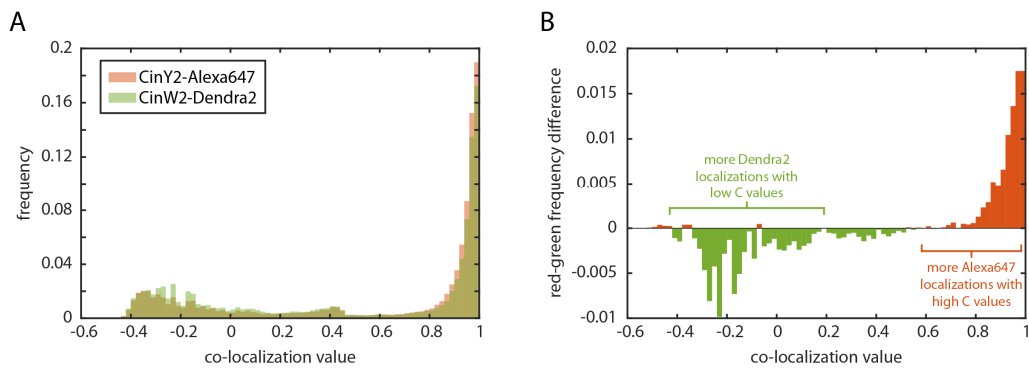 A
frequency
0.2
0.16
0.12
0.08
0.04
0
CinY2-Alexa647
CinW2-Dendra2
-0.6
-0.4
-0.2
0
0.2
0.4
0.6
0.8
1
co-localization value
B
red-green frequency difference
0.02
0.015
0.01
0.005
0
-0.005
-0.01
more Dendra2
localizations with
low C values
more Alexa647
localizations with
high C values
-0.6
-0.4
-0.2
0
0.2
0.4
0.6
0.8
1
co-localization value